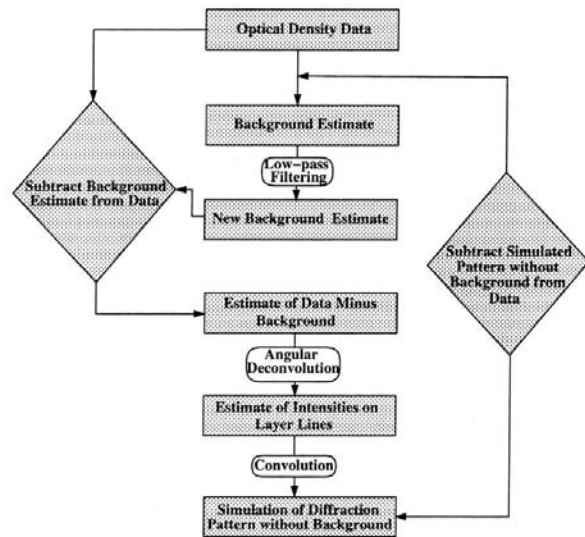 Optical Density Data
Background Estimate
Low-pass
Filtering
Subtract Background
Estimate from Data
New Background Estimate
Subtract Simulated
Pattern without
Background from
Data
Estimate of Data Minus
Background
Angular
Deconvolution
Estimate of Intensities on
Layer Lines
Convolution
Simulation of Diffraction
Pattern without Background